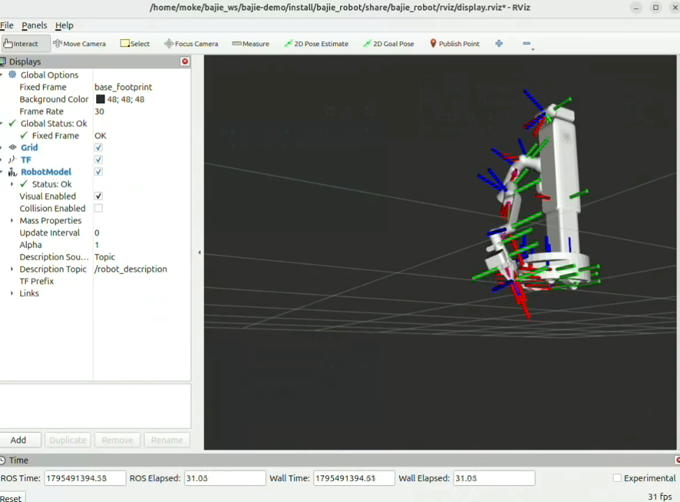 /home/moke/bajie_ws/bajie-demo/install/bajie_robot/share/bajie_robot/rviz/display.rviz* - RViz
File Panels Help
Interact Move Camera Select Focus Camera Measure 2D Pose Estimate 2D Goal Pose Publish Point
Displays
Global Options
Fixed Frame base_footprint
Background Color 48; 48; 48
Frame Rate 30
Global Status: Ok
Fixed Frame OK
Grid
TF
RobotModel
Status: Ok
Visual Enabled
Collision Enabled
Mass Properties
Update Interval 0
Alpha 1
Description Sou... Topic
Description Topic /robot_description
TF Prefix
Links
Add Duplicate Remove Rename
Time
ROS Time: 1795491394.58 ROS Elapsed: 31.08 Wall Time: 1795491394.61 Wall Elapsed: 31.08 Experimental
Reset 31 fps